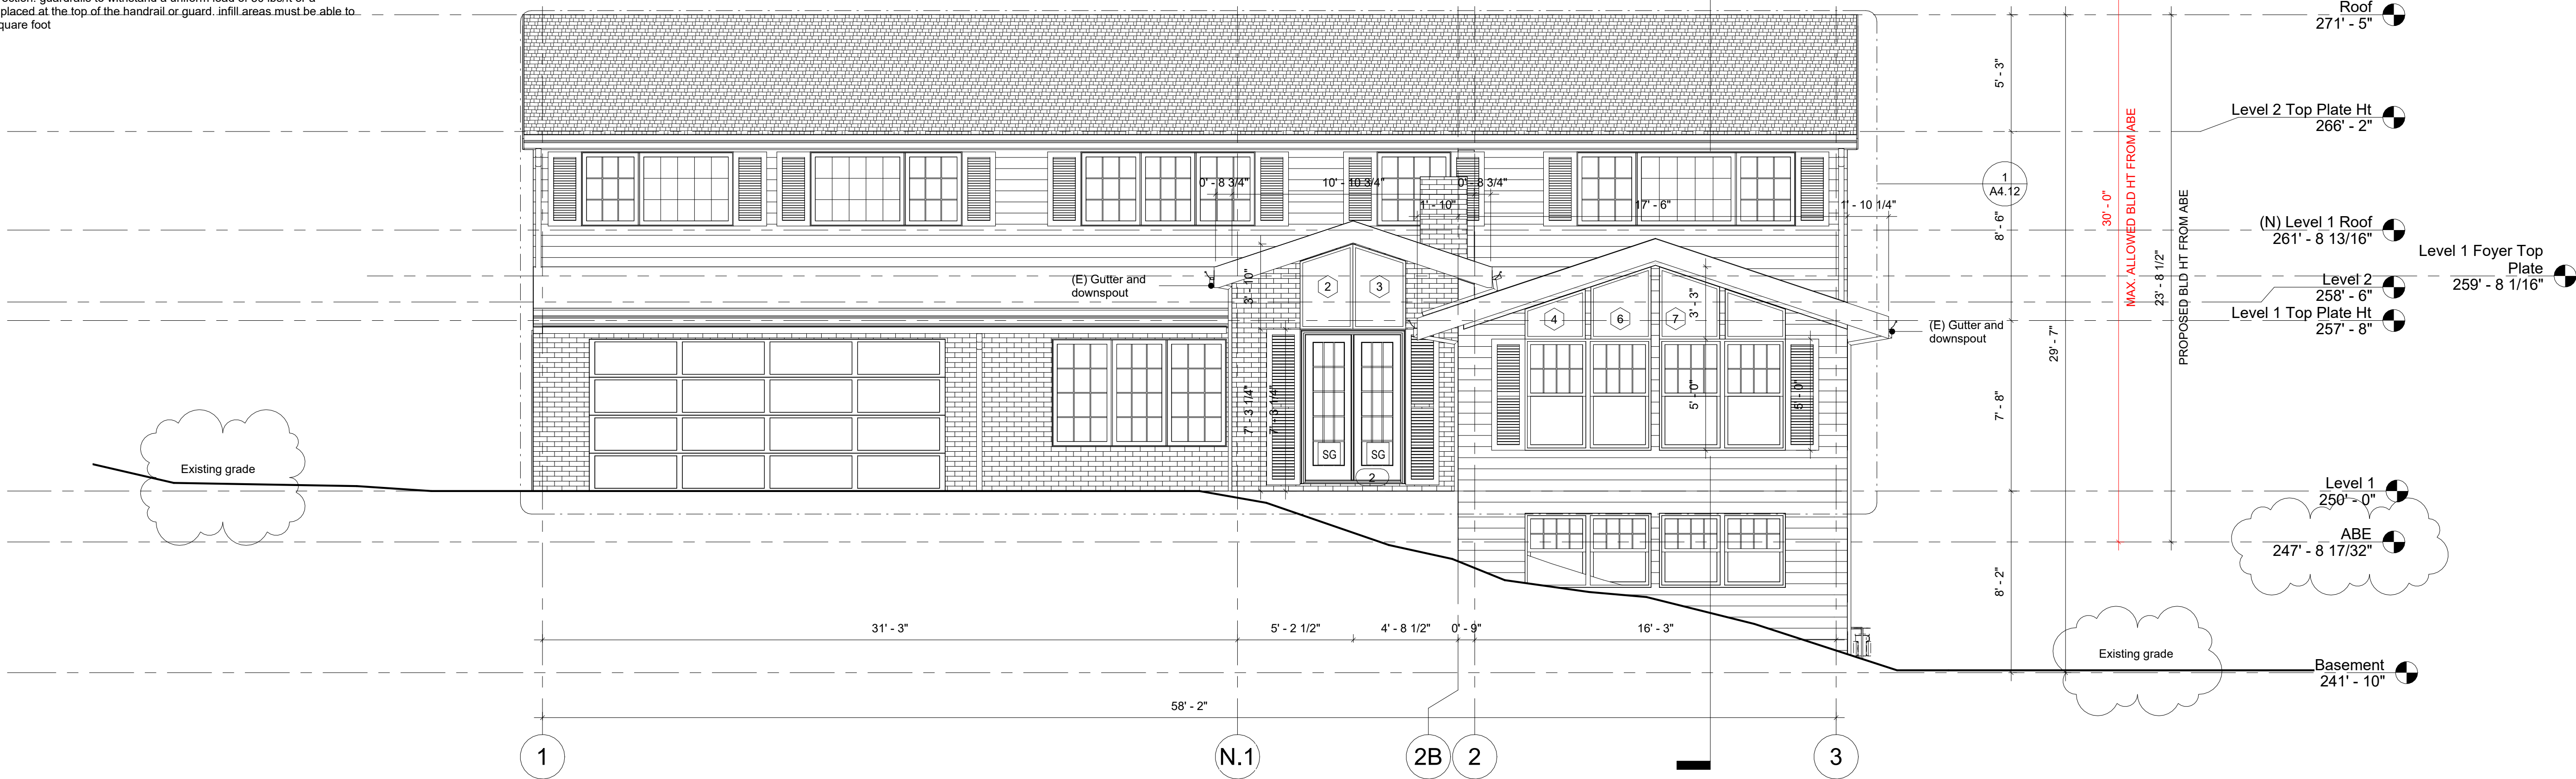 placed at the top of the handrail or guard. infill areas must be able to
quare foot
Roof
271' - 5"
5' - 3"
Level 2 Top Plate Ht
266' - 2"
MAX. ALLOWED BLD HT FROM ABE
30' - 0"
PROPOSED BLD HT FROM ABE
23' - 8 1/2"
1
A4.12
0' - 8 3/4"
10' - 10 3/4"
0' - 8 3/4"
1' - 10"
17' - 6"
1' - 10 1/4"
8' - 6"
(N) Level 1 Roof
261' - 8 13/16"
Level 1 Foyer Top
Plate
259' - 8 1/16"
(E) Gutter and
downspout
3' - 10"
2
3
Level 2
258' - 6"
3' - 3"
4
6
7
Level 1 Top Plate Ht
257' - 8"
(E) Gutter and
downspout
29' - 7"
7' - 3 1/4"
7' - 3 1/4"
5' - 0"
5' - 0"
7' - 8"
SG
SG
2
Existing grade
Level 1
250' - 0"
ABE
247' - 8 17/32"
8' - 2"
31' - 3"
5' - 2 1/2"
4' - 8 1/2"
0' - 9"
16' - 3"
Existing grade
Basement
241' - 10"
58' - 2"
1
N.1
2B
2
3